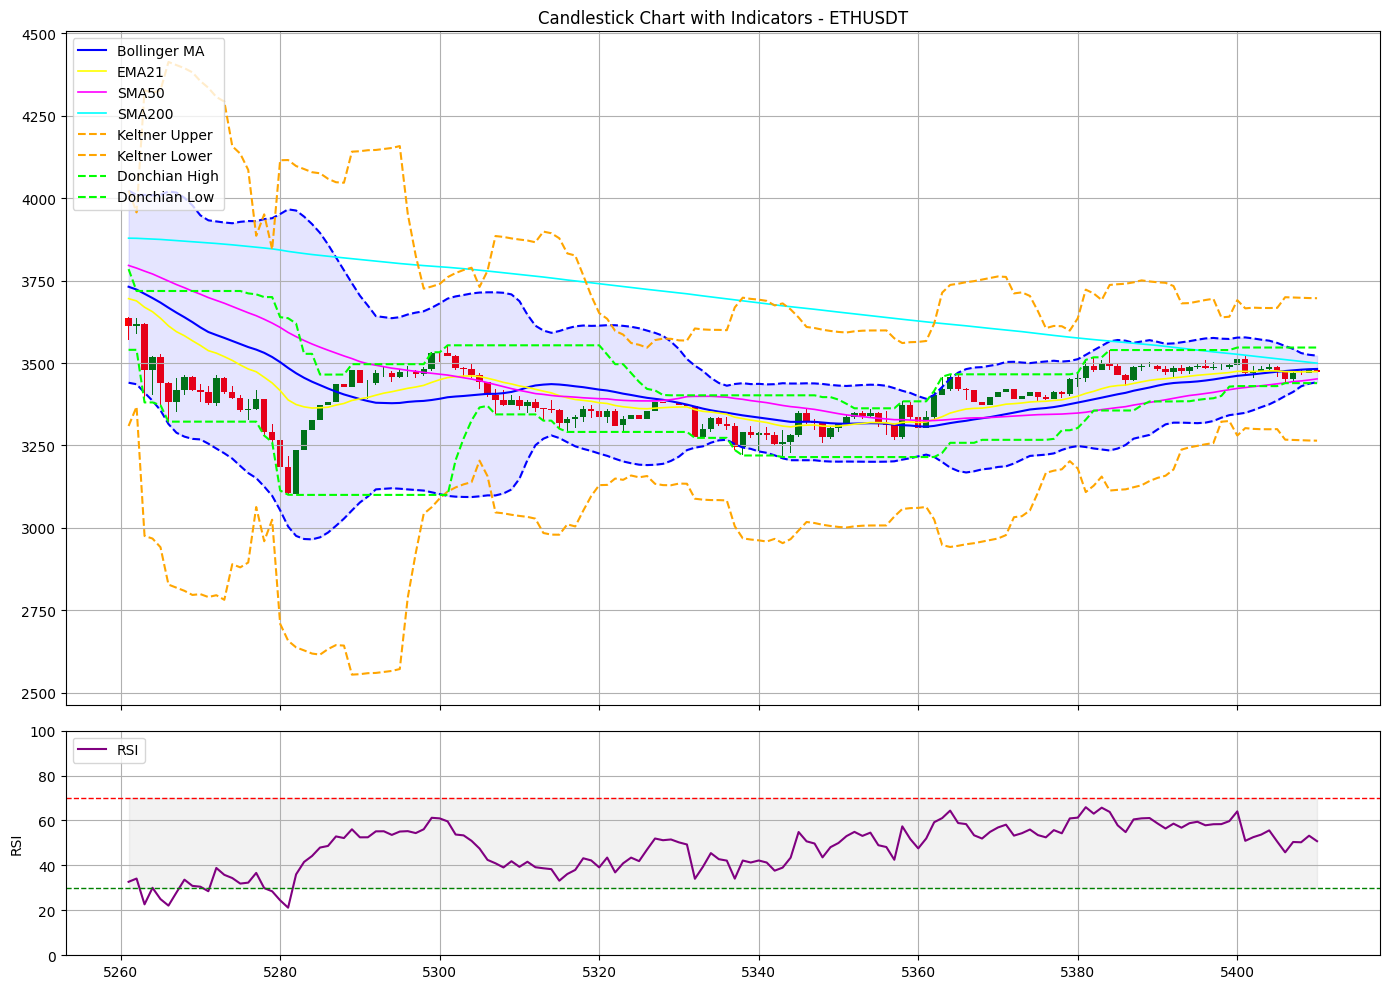 Candlestick Chart with Indicators - ETHUSDT
4500
4250
4000
3750
3500
3250
3000
2750
2500
Bollinger MA
EMA21
SMA50
SMA200
Keltner Upper
Keltner Lower
Donchian High
Donchian Low
100
80
60
40
20
0
RSI
RSI
5260
5280
5300
5320
5340
5360
5380
5400